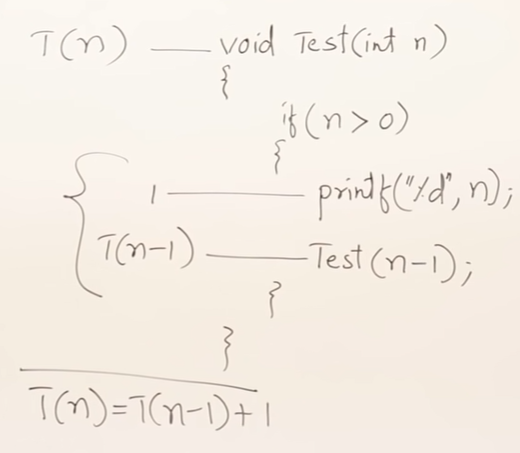 T(n) — void Test(int n)
{
if(n>0)
{
1 — printf("%d", n);
T(n-1) — Test(n-1);
}
}
T(n)=T(n-1)+1